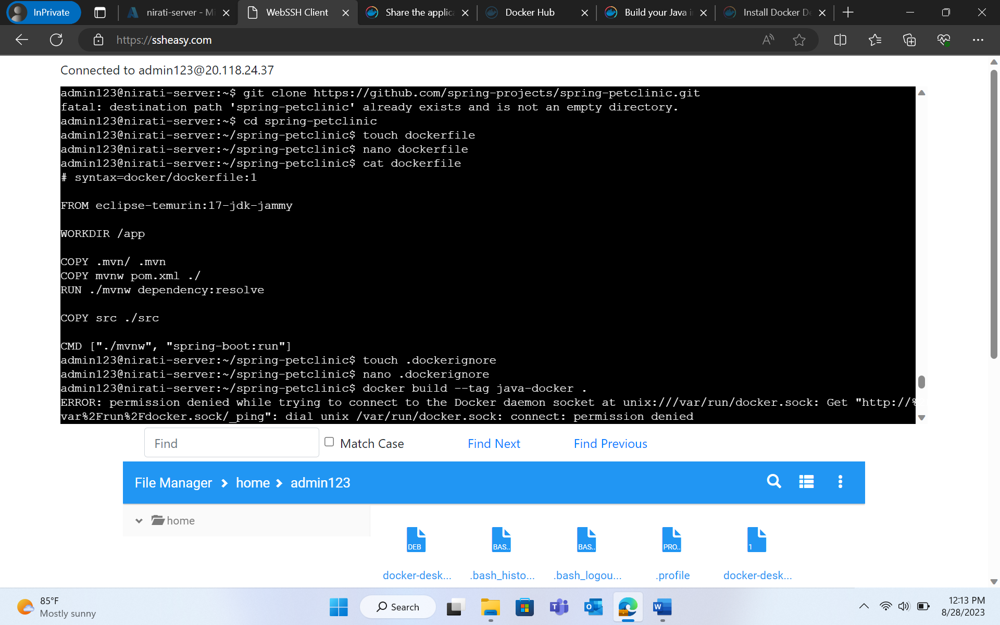 InPrivate
nirati-server - Mi
WebSSH Client
Share the applica
Docker Hub
Build your Java i
Install Docker De
https://ssheasy.com
Connected to admin123@20.118.24.37
admin123@nirati-server:~$ git clone https://github.com/spring-projects/spring-petclinic.git
fatal: destination path 'spring-petclinic' already exists and is not an empty directory.
admin123@nirati-server:~$ cd spring-petclinic
admin123@nirati-server:~/spring-petclinic$ touch dockerfile
admin123@nirati-server:~/spring-petclinic$ nano dockerfile
admin123@nirati-server:~/spring-petclinic$ cat dockerfile
# syntax=docker/dockerfile:1
FROM eclipse-temurin:17-jdk-jammy
WORKDIR /app
COPY .mvn/ .mvn
COPY mvnw pom.xml ./
RUN ./mvnw dependency:resolve
COPY src ./src
CMD ["./mvnw", "spring-boot:run"]
admin123@nirati-server:~/spring-petclinic$ touch .dockerignore
admin123@nirati-server:~/spring-petclinic$ nano .dockerignore
admin123@nirati-server:~/spring-petclinic$ docker build --tag java-docker .
ERROR: permission denied while trying to connect to the Docker daemon socket at unix:///var/run/docker.sock: Get "http://%2
var%2Frun%2Fdocker.sock/_ping": dial unix /var/run/docker.sock: connect: permission denied
Find
Match Case
Find Next
Find Previous
File Manager > home > admin123
home
DEB
BAS..
BAS..
PRO..
1
docker-desk...
.bash_histo...
.bash_logou...
.profile
docker-desk...
85°F
Mostly sunny
Search
12:13 PM
8/28/2023